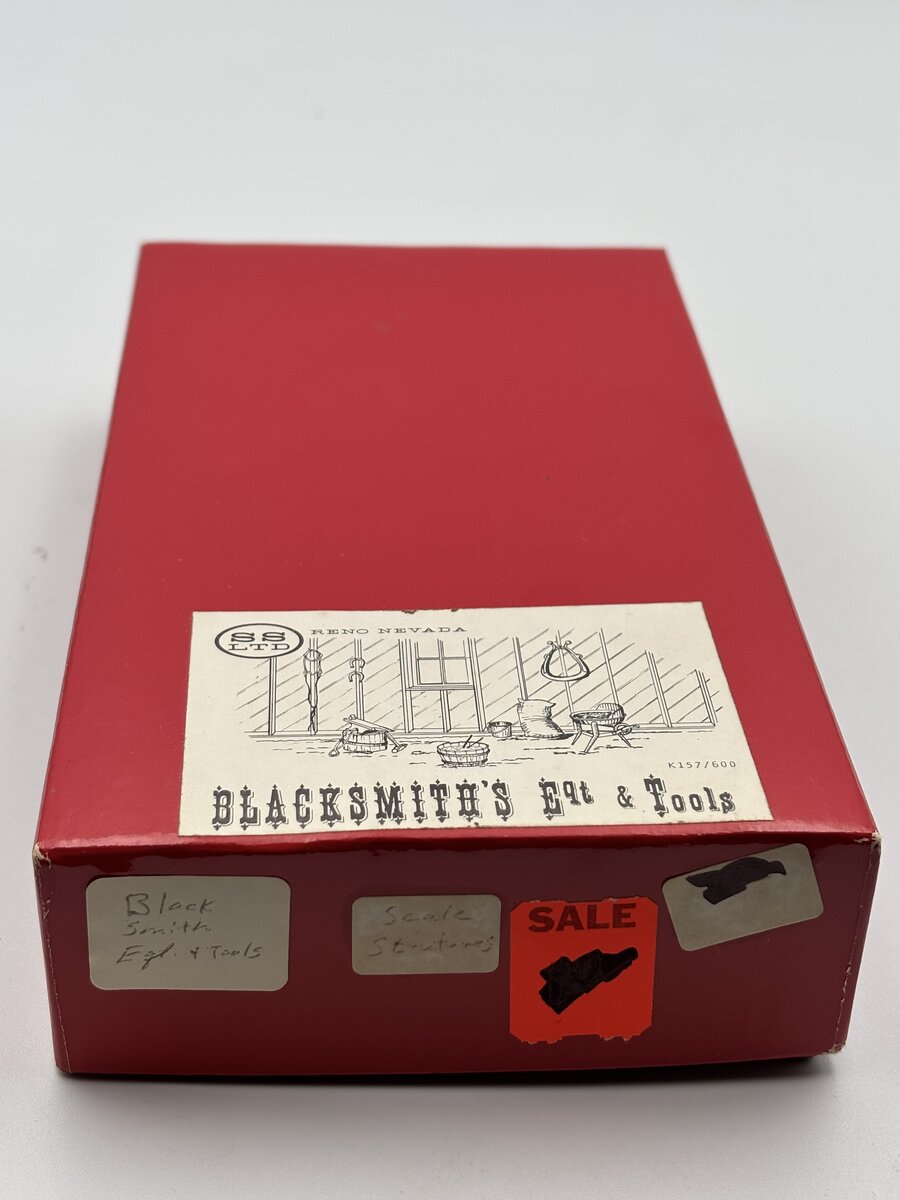 SS
LTD
RENO NEVADA
K157/600
BLACKSMITH'S Eqt & Tools
Black
Smith
Eqt. & Tools
Scale
Structures
SALE